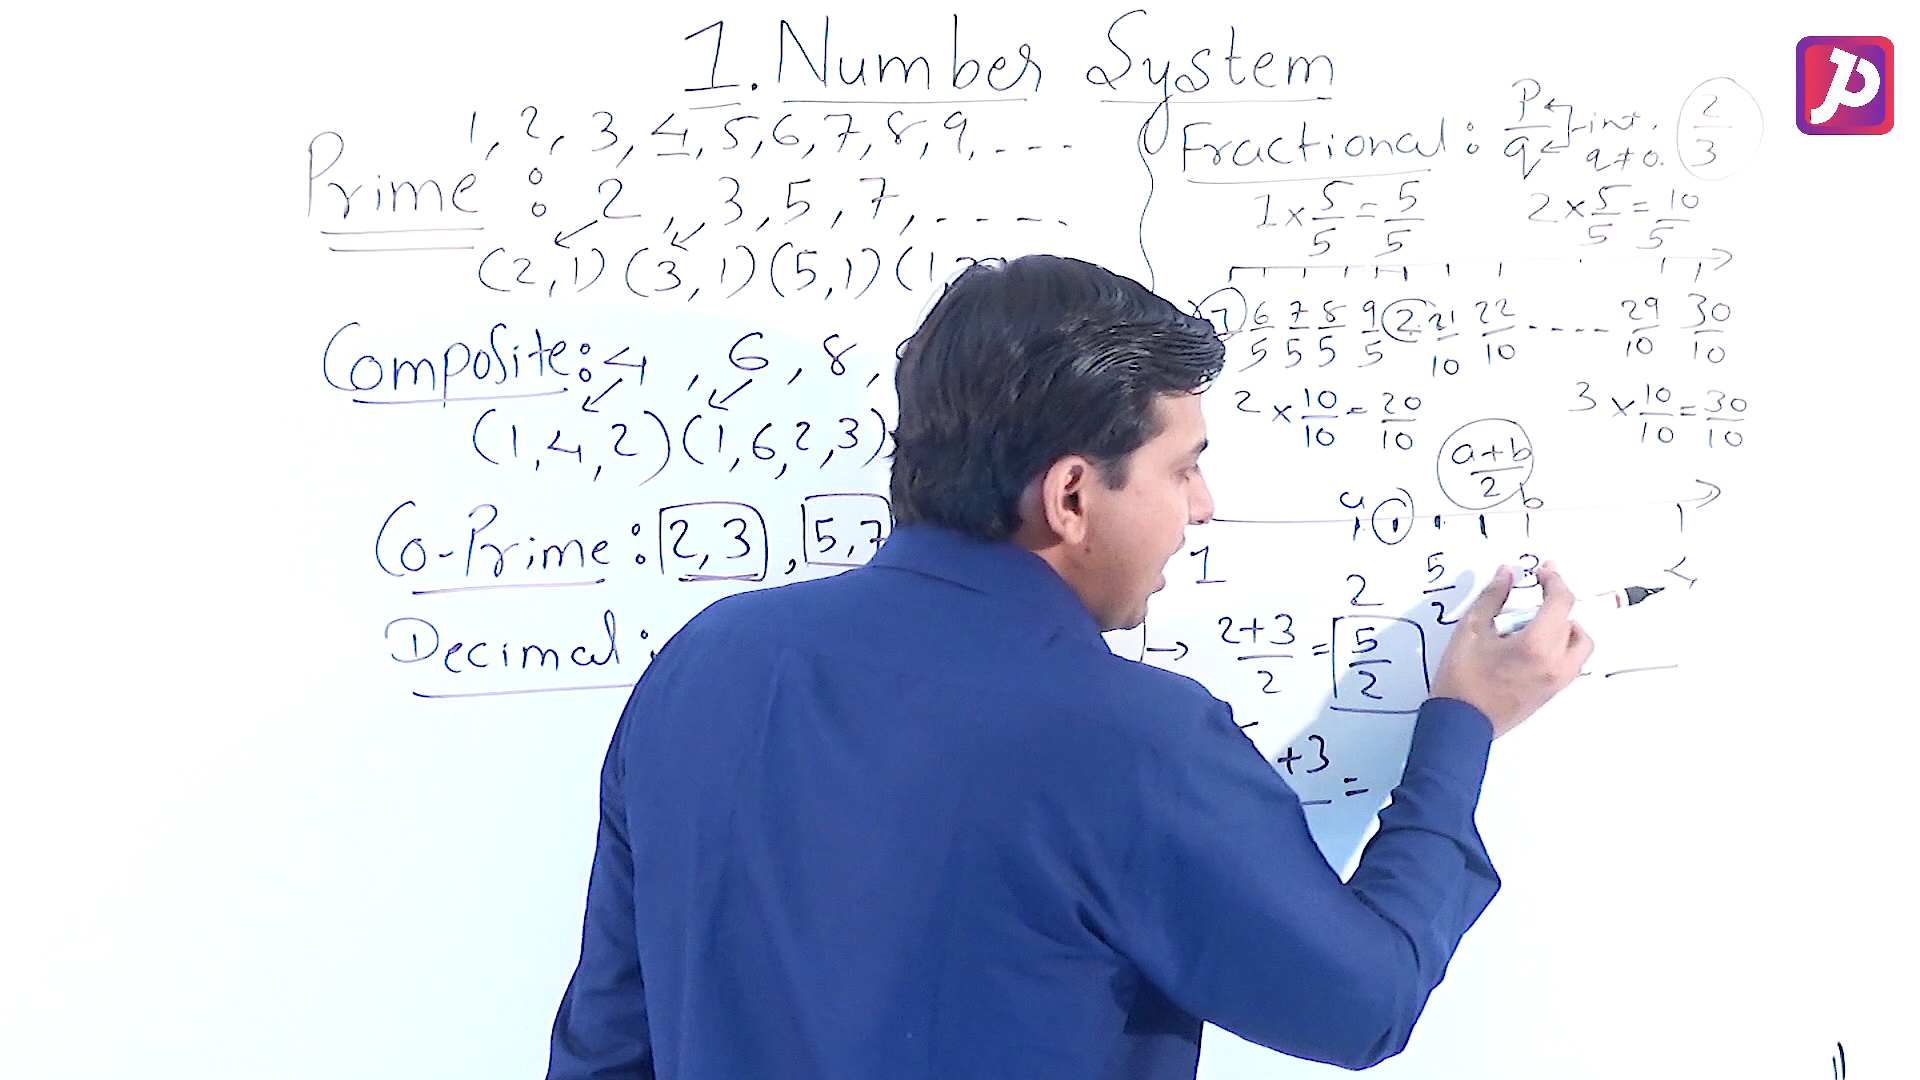 1. Number System
1, 2, 3, 4, 5, 6, 7, 8, 9, ----
Prime : 2, 3, 5, 7, ----
(2, 1) (3, 1) (5, 1) (1,
Composite : 4, 6, 8,
(1, 4, 2) (1, 6, 2, 3),
Co-Prime : 2, 3, 5, 7
Decimal :
Fractional : p/q int. q ≠ 0. 2/3
1 × 5/5 = 5/5 2 × 5/5 = 10/5
6/5 7/5 8/5 9/5 2 21/10 22/10 ----- 29/10 30/10
2 × 10/10 = 20/10 3 × 10/10 = 30/10
a+b/2
a b
1 2 5/2 3 4
→ 2+3/2 = 5/2
+3 =